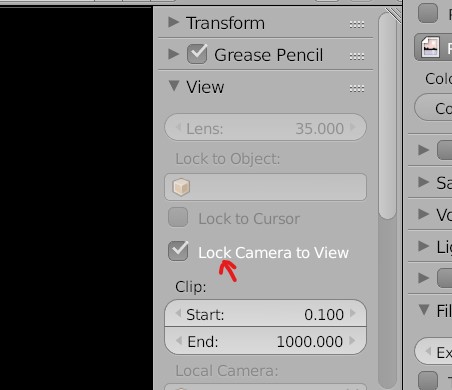 Transform
Grease Pencil
View
Lens: 35.000
Lock to Object:
Lock to Cursor
Lock Camera to View
Clip:
Start: 0.100
End: 1000.000
Local Camera:
Colo
Co
Sa
Vo
Lig
Fil
Ex